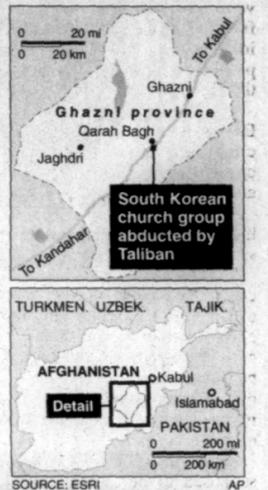 0 20 mi
0 20 km
To Kabul
Ghazni
Ghazni province
Qarah Bagh
Jaghdri
South Korean
church group
abducted by
Taliban
To Kandahar
TURKMEN. UZBEK. TAJIK.
AFGHANISTAN
Kabul
Detail
Islamabad
PAKISTAN
0 200 mi
0 200 km
SOURCE: ESRI AP